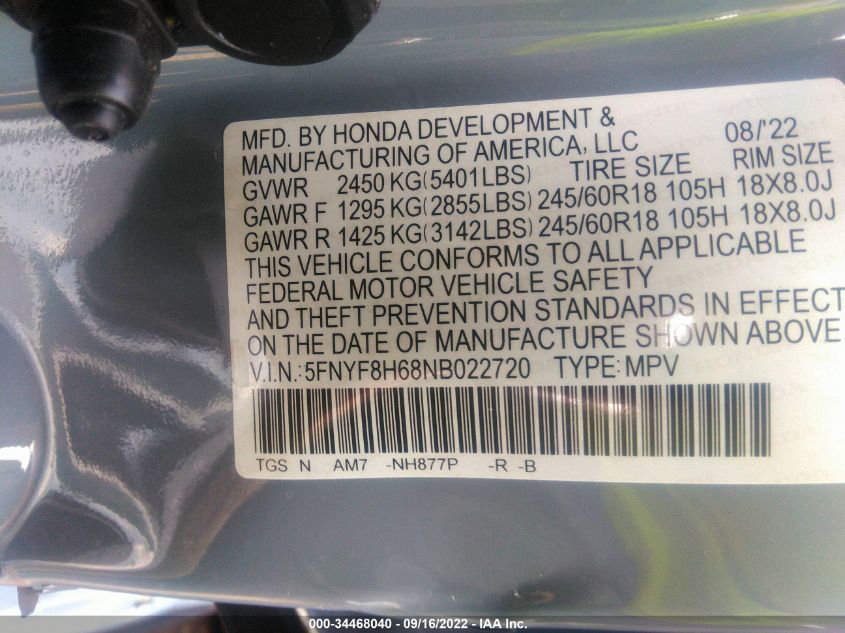 MFD. BY HONDA DEVELOPMENT & 08/'22
MANUFACTURING OF AMERICA, LLC
GVWR 2450 KG(5401LBS) TIRE SIZE RIM SIZE
GAWR F 1295 KG(2855LBS) 245/60R18 105H 18X8.0J
GAWR R 1425 KG(3142LBS) 245/60R18 105H 18X8.0J
THIS VEHICLE CONFORMS TO ALL APPLICABLE
FEDERAL MOTOR VEHICLE SAFETY
AND THEFT PREVENTION STANDARDS IN EFFECT
ON THE DATE OF MANUFACTURE SHOWN ABOVE
V.I.N.: 5FNYF8H68NB022720 TYPE: MPV
TGS N AM7 -NH877P -R -B
000-34468040 - 09/16/2022 - IAA Inc.